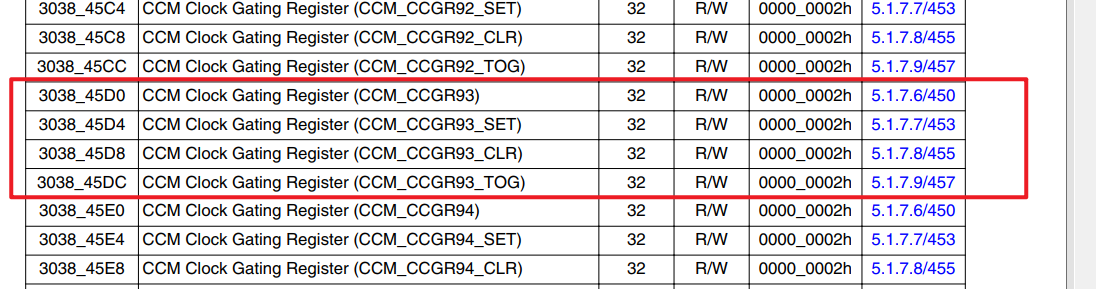 3038_45C4 CCM Clock Gating Register (CCM_CCGR92_SET) 32 R/W 0000_0002h 5.1.7.7/453
3038_45C8 CCM Clock Gating Register (CCM_CCGR92_CLR) 32 R/W 0000_0002h 5.1.7.8/455
3038_45CC CCM Clock Gating Register (CCM_CCGR92_TOG) 32 R/W 0000_0002h 5.1.7.9/457
3038_45D0 CCM Clock Gating Register (CCM_CCGR93) 32 R/W 0000_0002h 5.1.7.6/450
3038_45D4 CCM Clock Gating Register (CCM_CCGR93_SET) 32 R/W 0000_0002h 5.1.7.7/453
3038_45D8 CCM Clock Gating Register (CCM_CCGR93_CLR) 32 R/W 0000_0002h 5.1.7.8/455
3038_45DC CCM Clock Gating Register (CCM_CCGR93_TOG) 32 R/W 0000_0002h 5.1.7.9/457
3038_45E0 CCM Clock Gating Register (CCM_CCGR94) 32 R/W 0000_0002h 5.1.7.6/450
3038_45E4 CCM Clock Gating Register (CCM_CCGR94_SET) 32 R/W 0000_0002h 5.1.7.7/453
3038_45E8 CCM Clock Gating Register (CCM_CCGR94_CLR) 32 R/W 0000_0002h 5.1.7.8/455